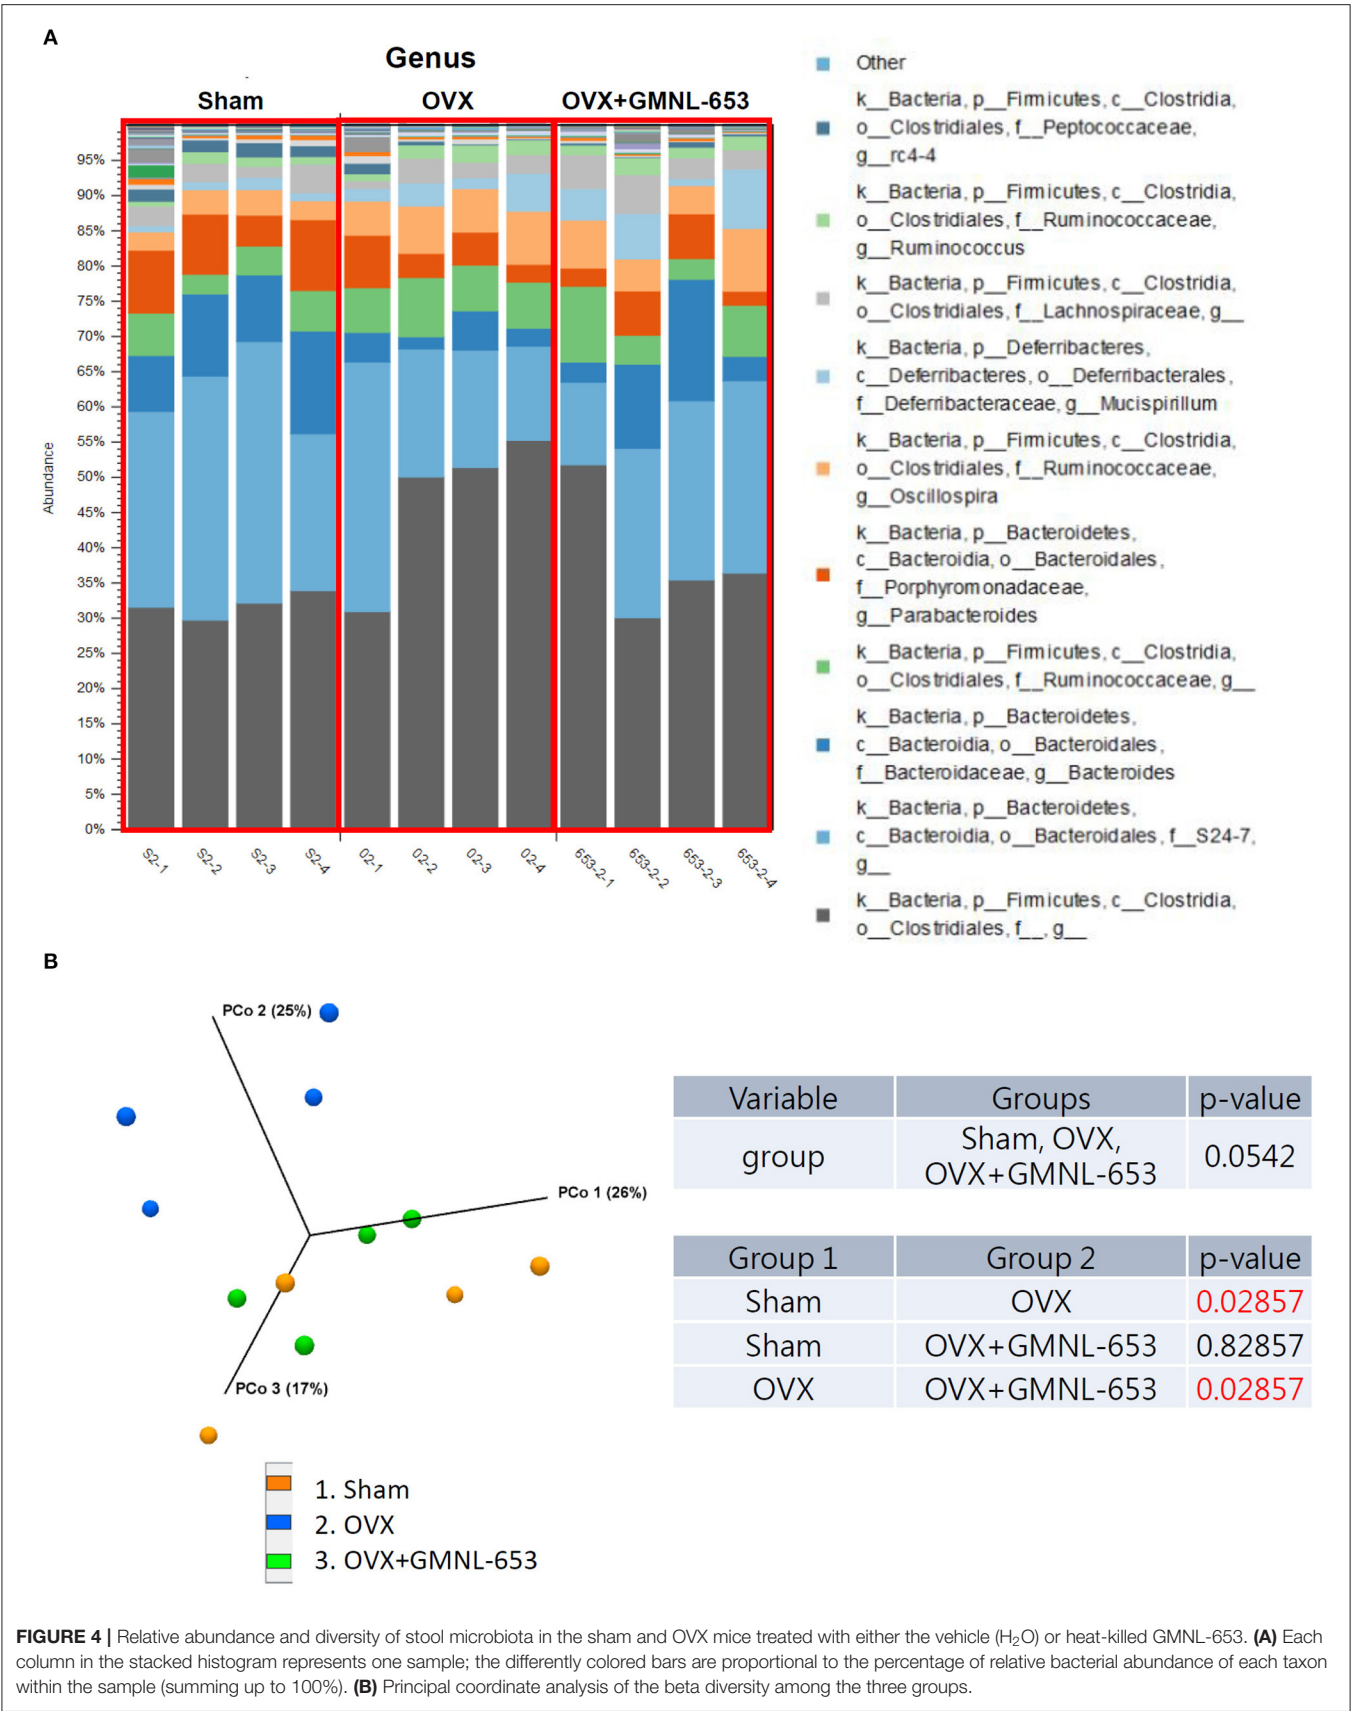 A
Genus
Sham
OVX
OVX+GMNL-653
Abundance
95%
90%
85%
80%
75%
70%
65%
60%
55%
50%
45%
40%
35%
30%
25%
20%
15%
10%
5%
0%
S2-1
S2-2
S2-3
S2-4
02-1
02-2
02-3
02-4
653-2-1
653-2-2
653-2-3
653-2-4
Other
k__Bacteria, p__Firmicutes, c__Clostridia,
o__Clostridiales, f__Peptococcaceae,
g__rc4-4
k__Bacteria, p__Firmicutes, c__Clostridia,
o__Clostridiales, f__Ruminococcaceae,
g__Ruminococcus
k__Bacteria, p__Firmicutes, c__Clostridia,
o__Clostridiales, f__Lachnospiraceae, g__
k__Bacteria, p__Deferribacteres,
c__Deferribacteres, o__Deferribacterales,
f__Deferribacteraceae, g__Mucispirillum
k__Bacteria, p__Firmicutes, c__Clostridia,
o__Clostridiales, f__Ruminococcaceae,
g__Oscillospira
k__Bacteria, p__Bacteroidetes,
c__Bacteroidia, o__Bacteroidales,
f__Porphyromonadaceae,
g__Parabacteroides
k__Bacteria, p__Firmicutes, c__Clostridia,
o__Clostridiales, f__Ruminococcaceae, g__
k__Bacteria, p__Bacteroidetes,
c__Bacteroidia, o__Bacteroidales,
f__Bacteroidaceae, g__Bacteroides
k__Bacteria, p__Bacteroidetes,
c__Bacteroidia, o__Bacteroidales, f__S24-7,
g__
k__Bacteria, p__Firmicutes, c__Clostridia,
o__Clostridiales, f__, g__
B
PCo 2 (25%)
PCo 1 (26%)
PCo 3 (17%)
1. Sham
2. OVX
3. OVX+GMNL-653
Variable Groups p-value
group Sham, OVX, OVX+GMNL-653 0.0542
Group 1 Group 2 p-value
Sham OVX 0.02857
Sham OVX+GMNL-653 0.82857
OVX OVX+GMNL-653 0.02857
FIGURE 4 | Relative abundance and diversity of stool microbiota in the sham and OVX mice treated with either the vehicle (H₂O) or heat-killed GMNL-653. (A) Each
column in the stacked histogram represents one sample; the differently colored bars are proportional to the percentage of relative bacterial abundance of each taxon
within the sample (summing up to 100%). (B) Principal coordinate analysis of the beta diversity among the three groups.